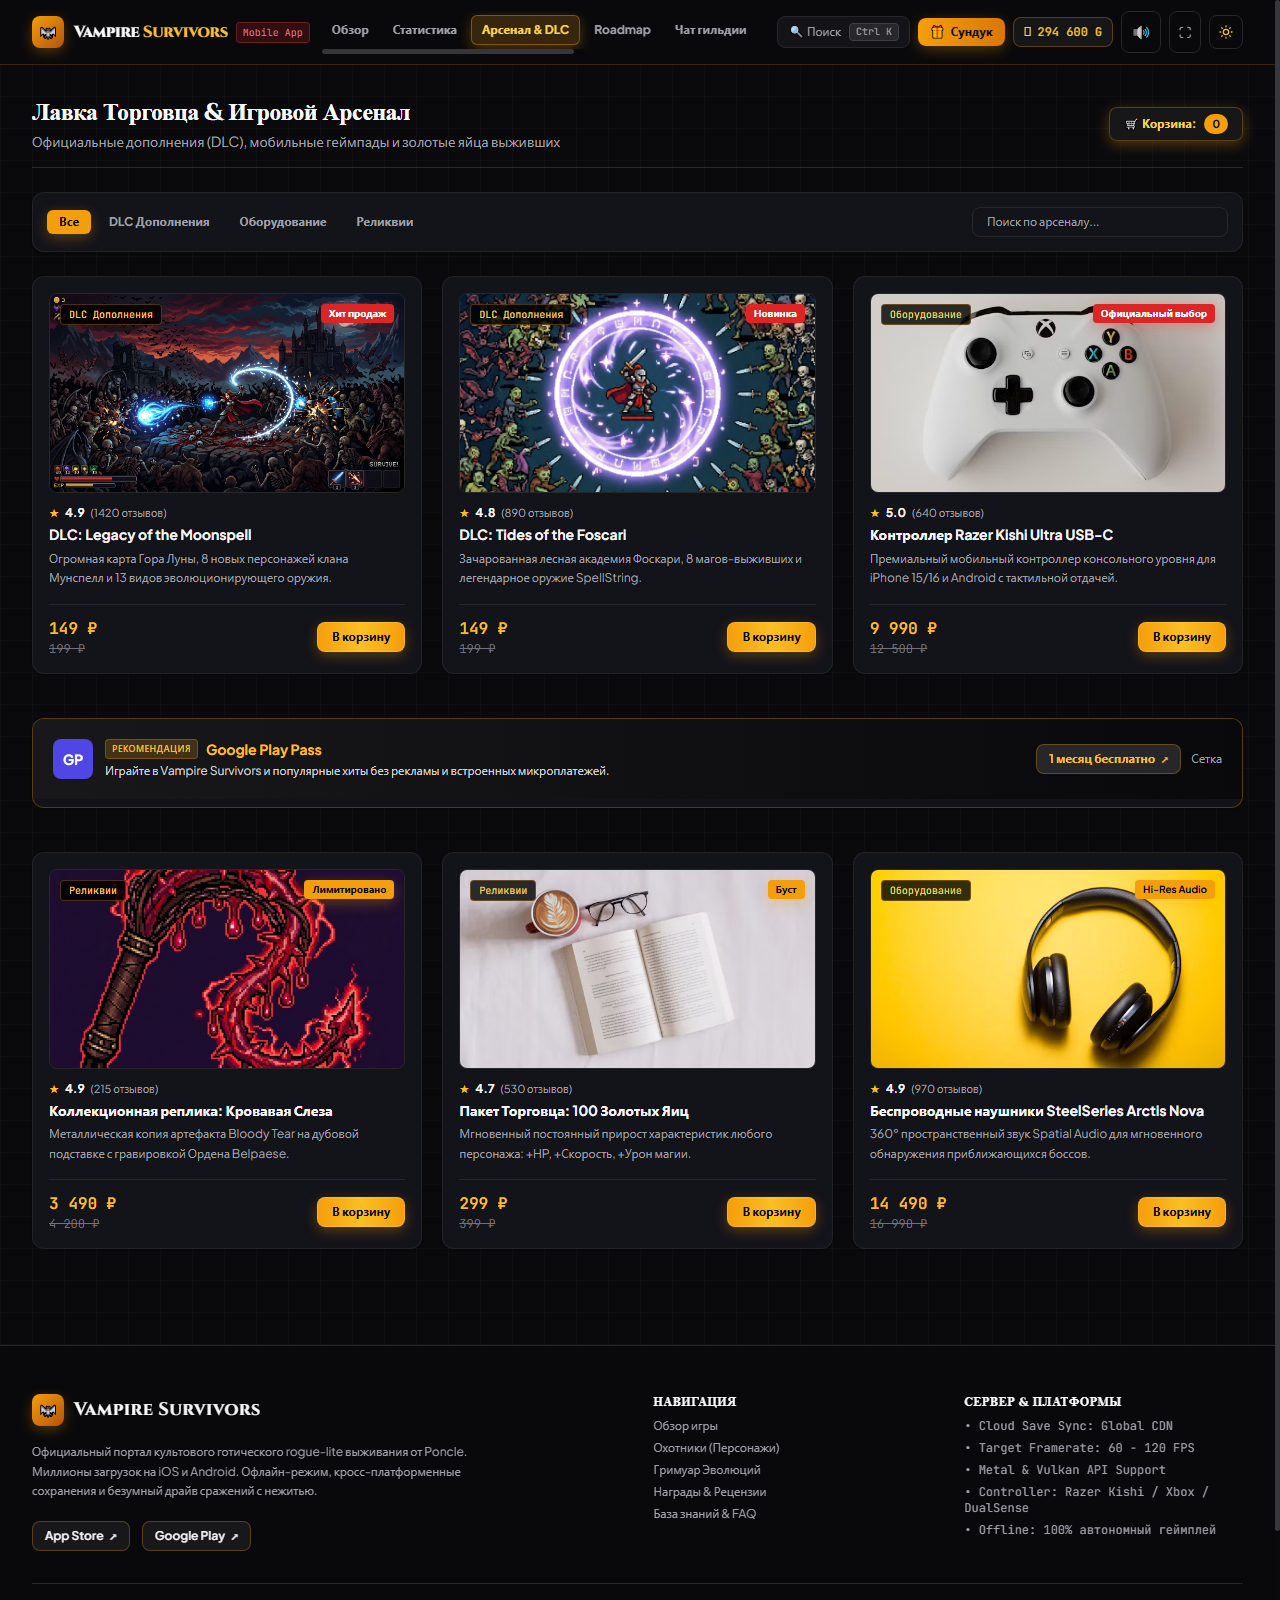 VAMPIRE SURVIVORS
Mobile App
Обзор
Статистика
Арсенал & DLC
Roadmap
Чат гильдии
Поиск
Ctrl K
Сундук
294 600 G
Лавка Торговца & Игровой Арсенал
Официальные дополнения (DLC), мобильные геймпады и золотые яйца выживших
Корзина: 0
Все
DLC Дополнения
Оборудование
Реликвии
Поиск по арсеналу...
DLC Дополнения
Хит продаж
SURVIVE!
★ 4.9 (1420 отзывов)
DLC: Legacy of the Moonspell
Огромная карта Гора Луны, 8 новых персонажей клана
Мунспелл и 13 видов эволюционирующего оружия.
149 ₽
199 ₽
В корзину
DLC Дополнения
Новинка
★ 4.8 (890 отзывов)
DLC: Tides of the Foscari
Зачарованная лесная академия Фоскари, 8 магов-выживших и
легендарное оружие SpellString.
149 ₽
199 ₽
В корзину
Оборудование
Официальный выбор
Y
X
B
A
★ 5.0 (640 отзывов)
Контроллер Razer Kishi Ultra USB-C
Премиальный мобильный контроллер консольного уровня для
iPhone 15/16 и Android с тактильной отдачей.
9 990 ₽
12 500 ₽
В корзину
GP
РЕКОМЕНДАЦИЯ
Google Play Pass
Играйте в Vampire Survivors и популярные хиты без рекламы и встроенных микроплатежей.
1 месяц бесплатно ↗
Сетка
Реликвии
Лимитировано
★ 4.9 (215 отзывов)
Коллекционная реплика: Кровавая Слеза
Металлическая копия артефакта Bloody Tear на дубовой
подставке с гравировкой Ордена Belpaese.
3 490 ₽
4 200 ₽
В корзину
Реликвии
Буст
★ 4.7 (530 отзывов)
Пакет Торговца: 100 Золотых Яиц
Мгновенный постоянный прирост характеристик любого
персонажа: +HP, +Скорость, +Урон магии.
299 ₽
399 ₽
В корзину
Оборудование
Hi-Res Audio
★ 4.9 (970 отзывов)
Беспроводные наушники SteelSeries Arctis Nova
360° пространственный звук Spatial Audio для мгновенного
обнаружения приближающихся боссов.
14 490 ₽
16 990 ₽
В корзину
VAMPIRE SURVIVORS
Официальный портал культового готического rogue-lite выживания от Poncle.
Миллионы загрузок на iOS и Android. Офлайн-режим, кросс-платформенные
сохранения и безумный драйв сражений с нежитью.
App Store ↗
Google Play ↗
НАВИГАЦИЯ
Обзор игры
Охотники (Персонажи)
Гримуар Эволюций
Награды & Рецензии
База знаний & FAQ
СЕРВЕР & ПЛАТФОРМЫ
• Cloud Save Sync: Global CDN
• Target Framerate: 60 - 120 FPS
• Metal & Vulkan API Support
• Controller: Razer Kishi / Xbox /
DualSense
• Offline: 100% автономный геймплей